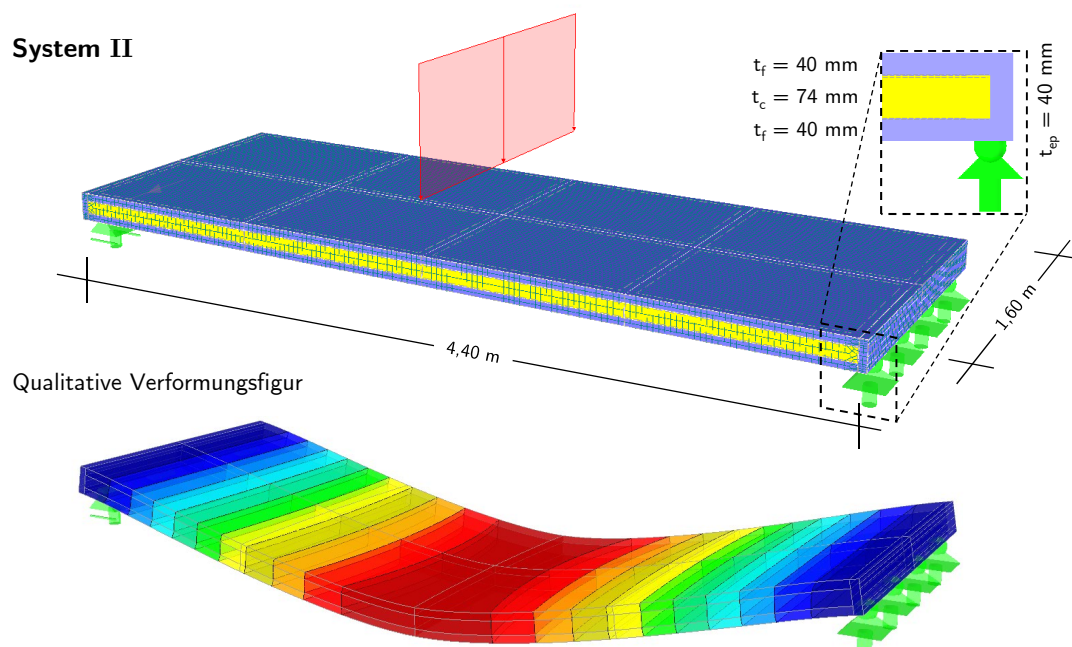 System II
t_f = 40 mm
t_c = 74 mm
t_f = 40 mm
t_ep = 40 mm
1,60 m
4,40 m
Qualitative Verformungsfigur